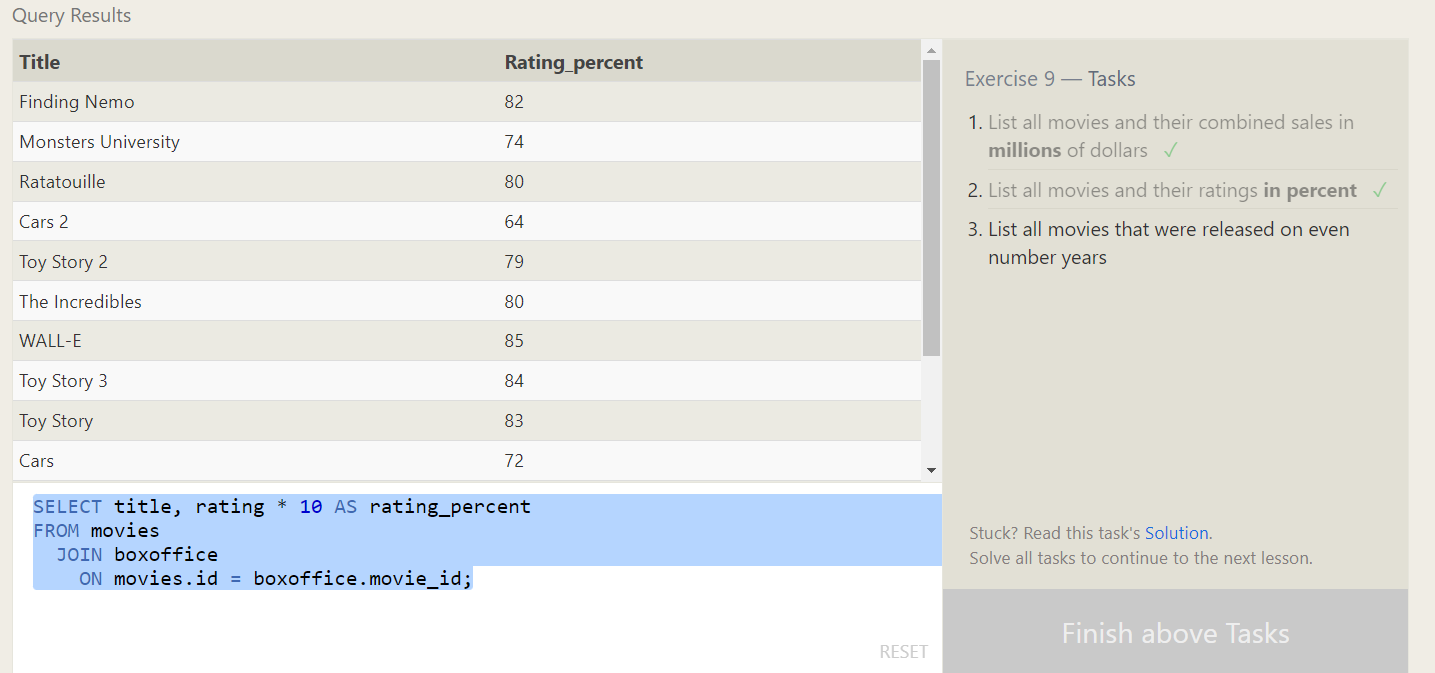 Query Results
Title Rating_percent
Finding Nemo 82
Monsters University 74
Ratatouille 80
Cars 2 64
Toy Story 2 79
The Incredibles 80
WALL-E 85
Toy Story 3 84
Toy Story 83
Cars 72
SELECT title, rating * 10 AS rating_percent
FROM movies
  JOIN boxoffice
    ON movies.id = boxoffice.movie_id;
RESET
Exercise 9 — Tasks
1. List all movies and their combined sales in
millions of dollars ✓
2. List all movies and their ratings in percent ✓
3. List all movies that were released on even
number years
Stuck? Read this task's Solution.
Solve all tasks to continue to the next lesson.
Finish above Tasks